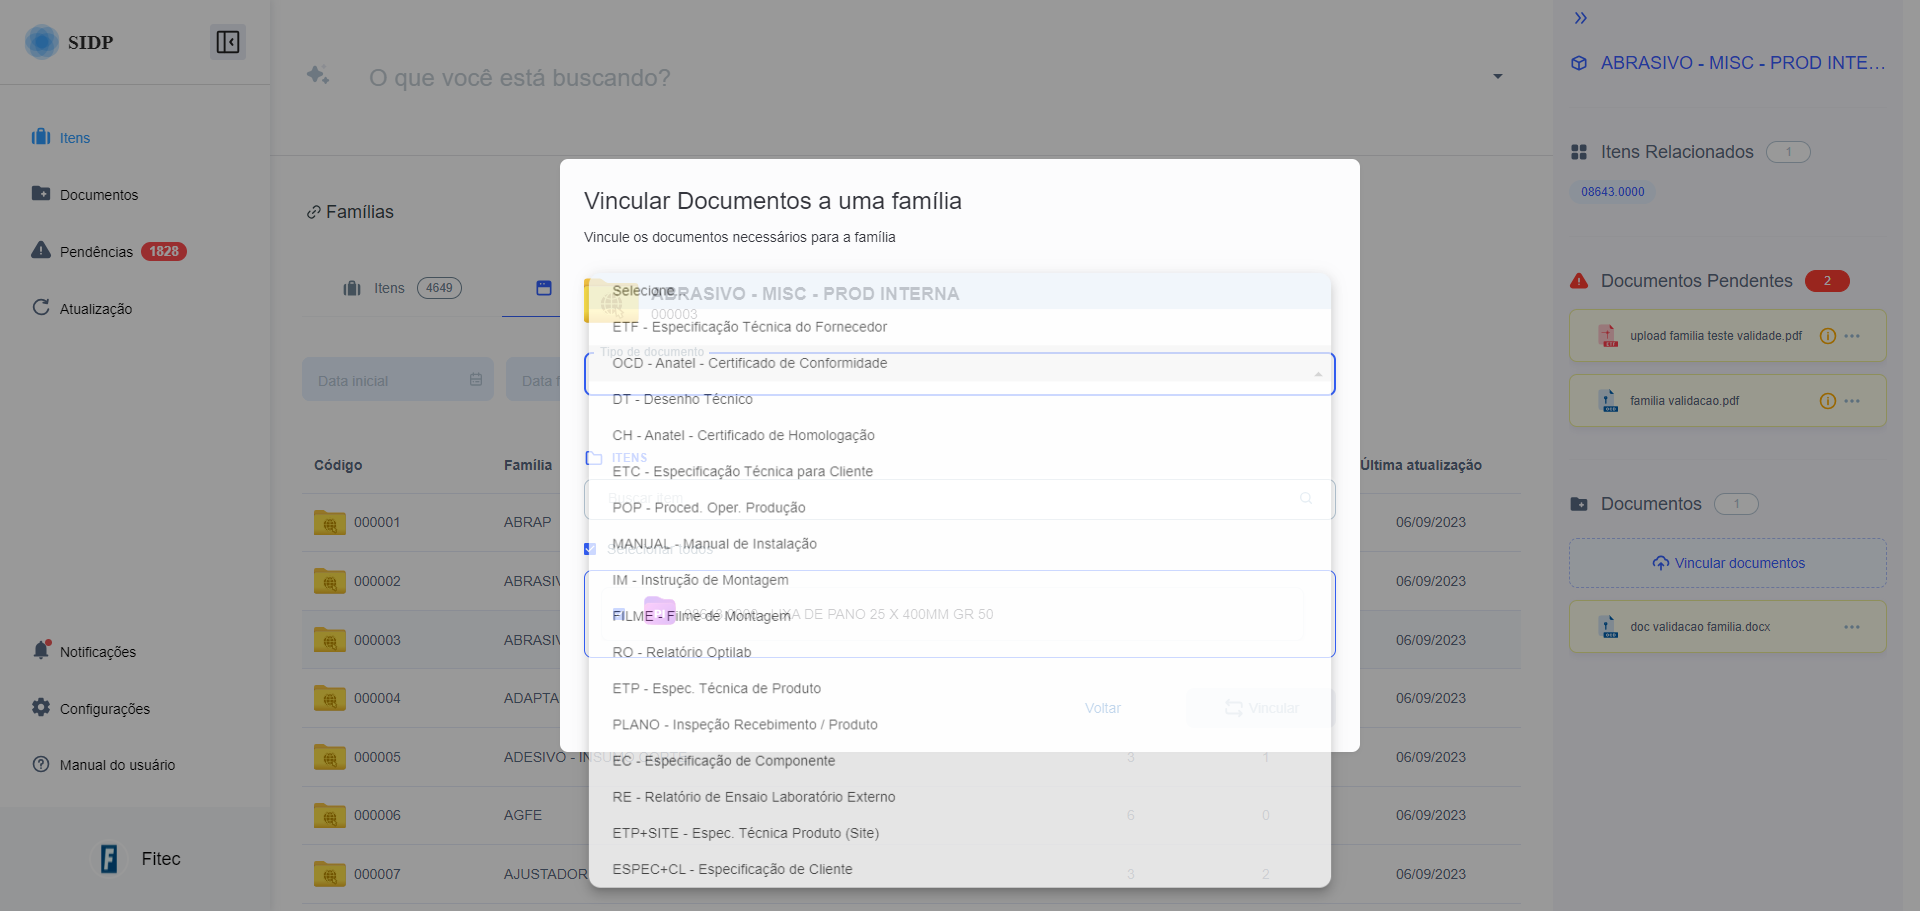 SIDP
Itens
Documentos
Pendências 1828
Atualização
Notificações
Configurações
Manual do usuário
Fitec
O que você está buscando?
Famílias
Itens 4649
Data inicial
Data f
Código Família Última atualização
000001 ABRAP 06/09/2023
000002 ABRASIV 06/09/2023
000003 ABRASIV 06/09/2023
000004 ADAPTA 06/09/2023
000005 ADESIVO - INSUMO CORTE 3 1 06/09/2023
000006 AGFE 6 0 06/09/2023
000007 AJUSTADOR 3 2 06/09/2023
Vincular Documentos a uma família
Vincule os documentos necessários para a família
ABRASIVO - MISC - PROD INTERNA
000003
Tipo de documento
Selecione
ETF - Especificação Técnica do Fornecedor
OCD - Anatel - Certificado de Conformidade
DT - Desenho Técnico
CH - Anatel - Certificado de Homologação
ETC - Especificação Técnica para Cliente
POP - Proced. Oper. Produção
MANUAL - Manual de Instalação
IM - Instrução de Montagem
FILME - Filme de Montagem
RO - Relatório Optilab
ETP - Espec. Técnica de Produto
PLANO - Inspeção Recebimento / Produto
EC - Especificação de Componente
RE - Relatório de Ensaio Laboratório Externo
ETP+SITE - Espec. Técnica Produto (Site)
ESPEC+CL - Especificação de Cliente
ITENS
Buscar item
Selecionar todos
08643.0000 - LIXA DE PANO 25 X 400MM GR 50
Voltar
Vincular
ABRASIVO - MISC - PROD INTE...
Itens Relacionados 1
08643.0000
Documentos Pendentes 2
upload familia teste validade.pdf
familia validacao.pdf
Documentos 1
Vincular documentos
doc validacao familia.docx